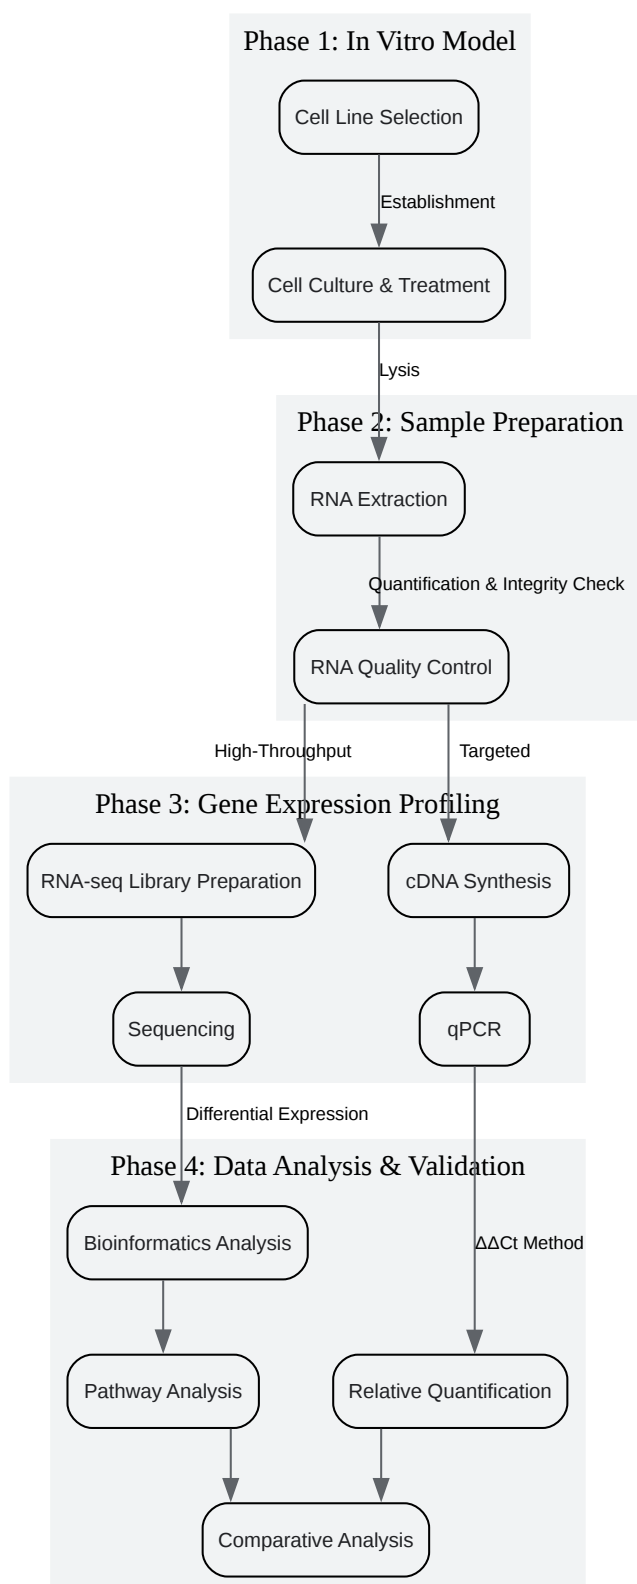 Phase 1: In Vitro Model
Cell Line Selection
Establishment
Cell Culture & Treatment
Lysis
Phase 2: Sample Preparation
RNA Extraction
Quantification & Integrity Check
RNA Quality Control
High-Throughput
Targeted
Phase 3: Gene Expression Profiling
RNA-seq Library Preparation
cDNA Synthesis
Sequencing
qPCR
Differential Expression
Phase 4: Data Analysis & Validation
Bioinformatics Analysis
ΔΔCt Method
Pathway Analysis
Relative Quantification
Comparative Analysis